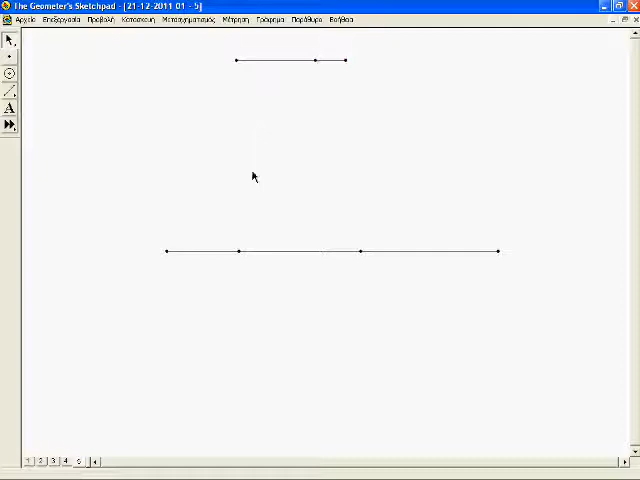 The Geometer's Sketchpad - [21-12-2011 01 - 5]
Αρχείο Επεξεργασία Προβολή Κατασκευή Μετασχηματισμός Μέτρηση Γράφημα Παράθυρο Βοήθεια
A
1 2 3 4 5